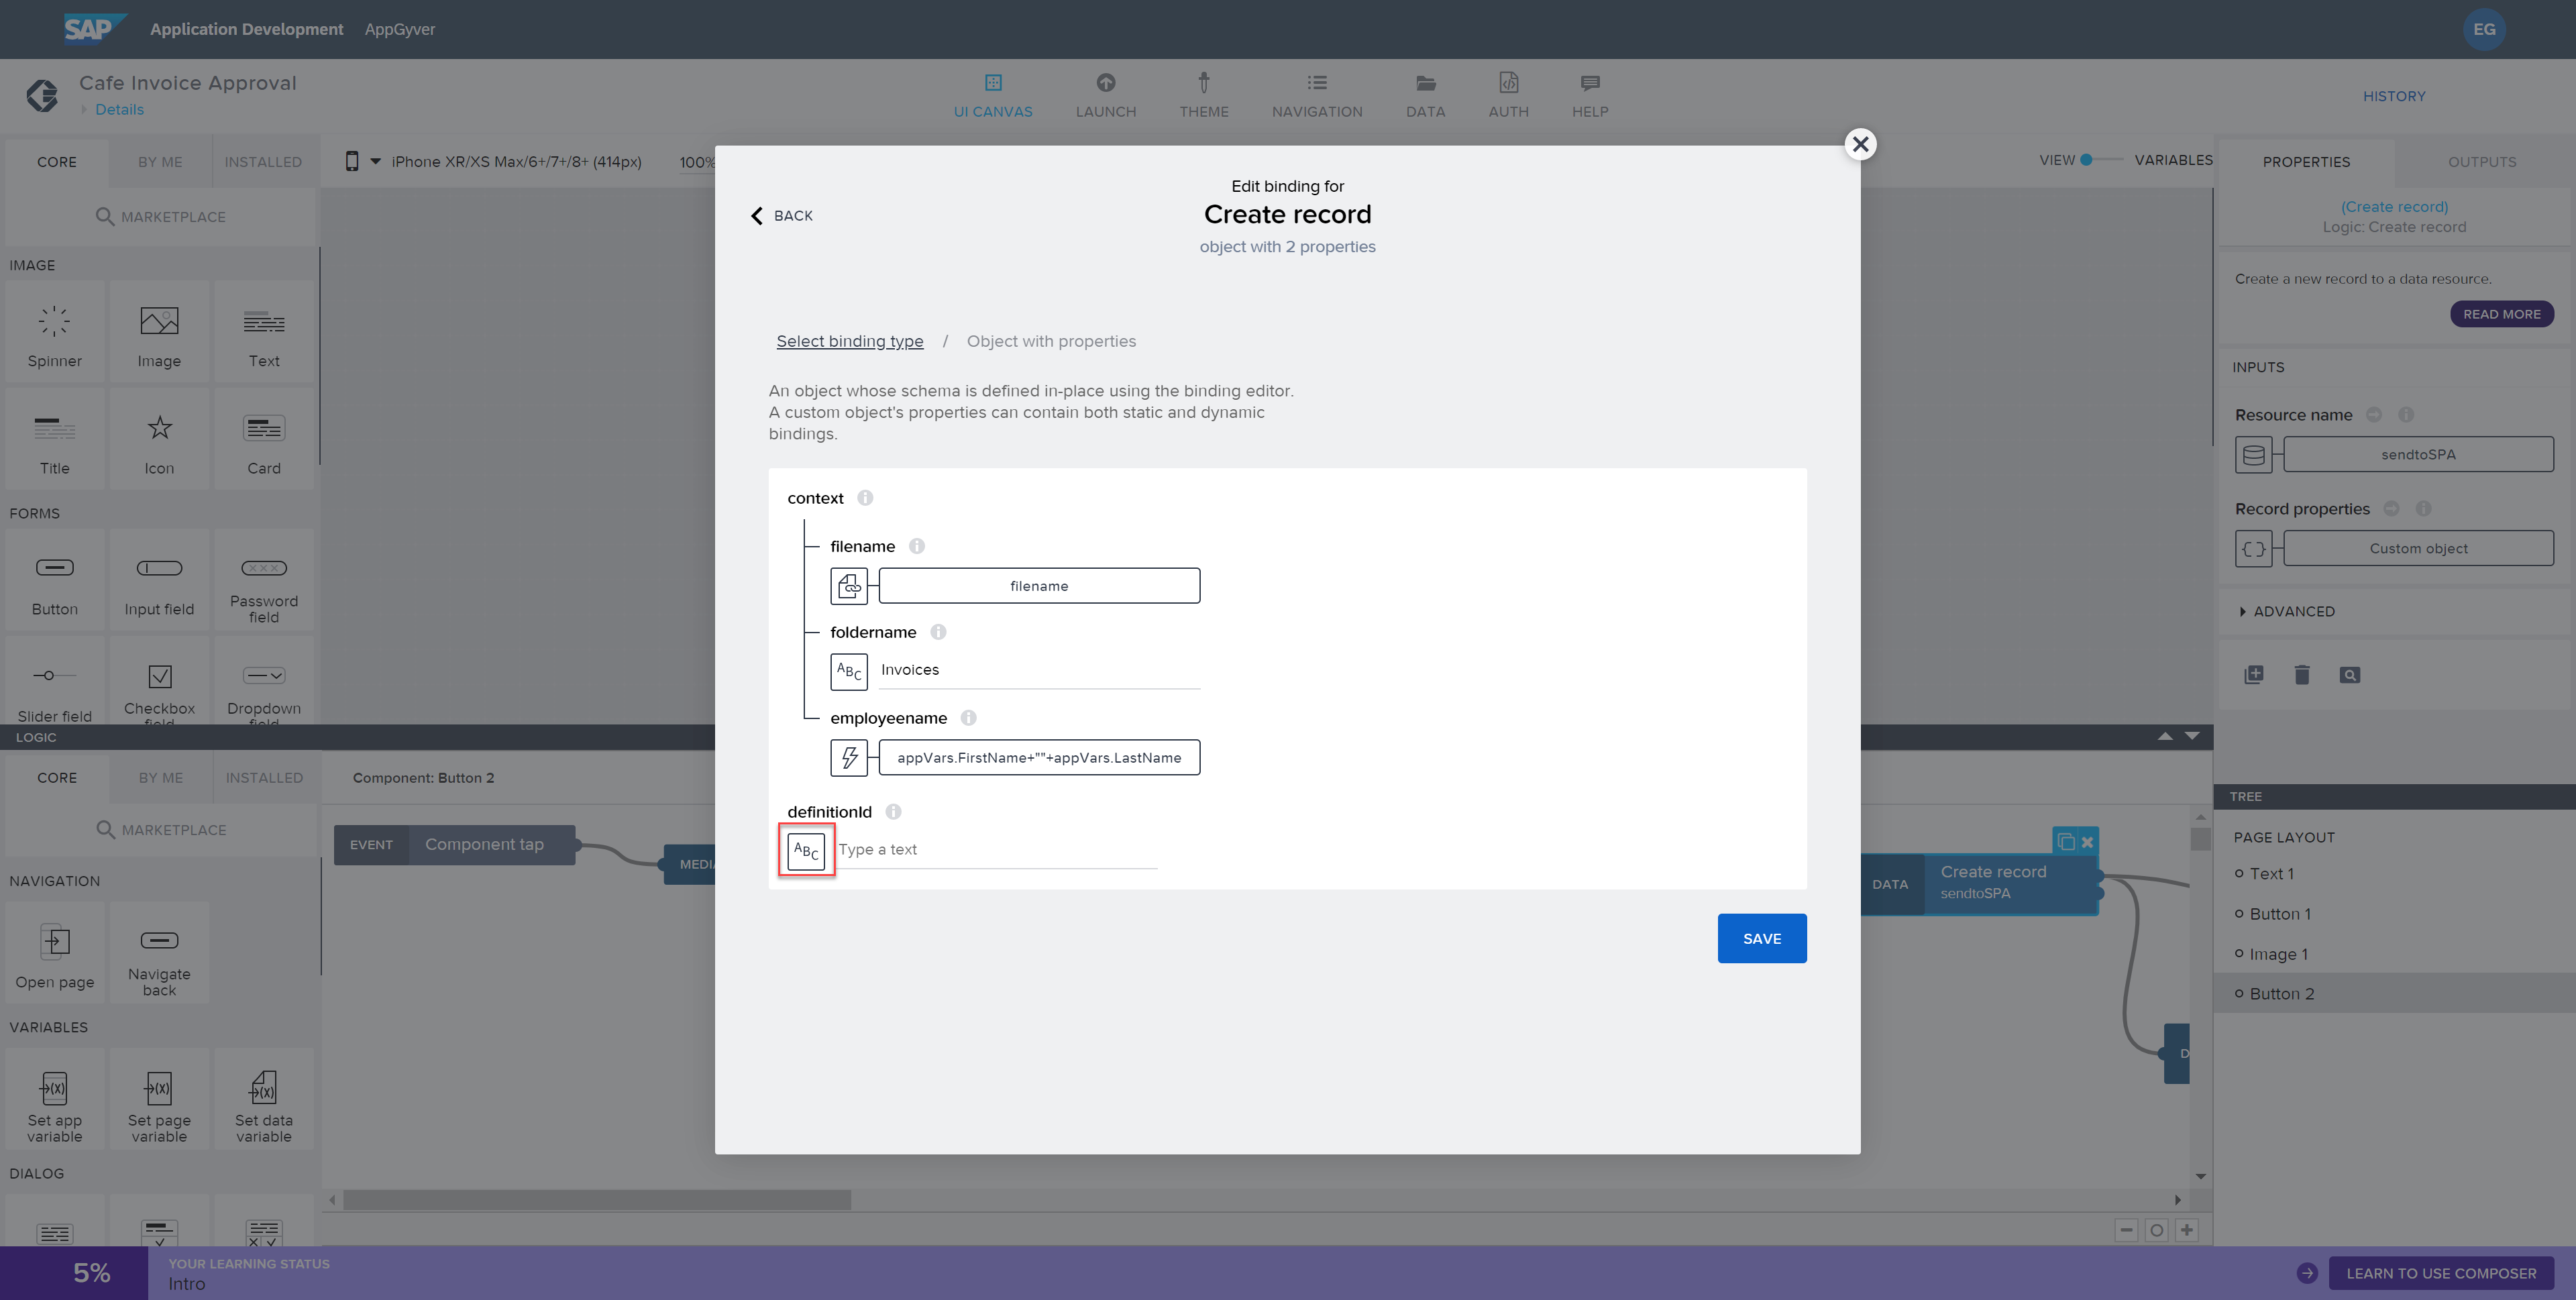 SAP Application Development AppGyver
EG
Cafe Invoice Approval
Details
UI CANVAS
LAUNCH
THEME
NAVIGATION
DATA
AUTH
HELP
HISTORY
CORE
BY ME
INSTALLED
iPhone XR/XS Max/6+/7+/8+ (414px)
100%
VIEW
VARIABLES
PROPERTIES
OUTPUTS
MARKETPLACE
IMAGE
Spinner
Image
Text
Title
Icon
Card
FORMS
Button
Input field
Password
field
Slider field
Checkbox
field
Dropdown
field
LOGIC
CORE
BY ME
INSTALLED
MARKETPLACE
NAVIGATION
Open page
Navigate
back
VARIABLES
Set app
variable
Set page
variable
Set data
variable
DIALOG
Component: Button 2
EVENT
Component tap
MEDIA
Edit binding for
BACK
Create record
object with 2 properties
Select binding type / Object with properties
An object whose schema is defined in-place using the binding editor.
A custom object's properties can contain both static and dynamic
bindings.
context
filename
filename
foldername
ABC
Invoices
employeename
appVars.FirstName+""+appVars.LastName
definitionId
ABC
Type a text
SAVE
DATA
Create record
sendtoSPA
D
(Create record)
Logic: Create record
Create a new record to a data resource.
READ MORE
INPUTS
Resource name
sendtoSPA
Record properties
Custom object
ADVANCED
TREE
PAGE LAYOUT
Text 1
Button 1
Image 1
Button 2
5%
YOUR LEARNING STATUS
Intro
LEARN TO USE COMPOSER